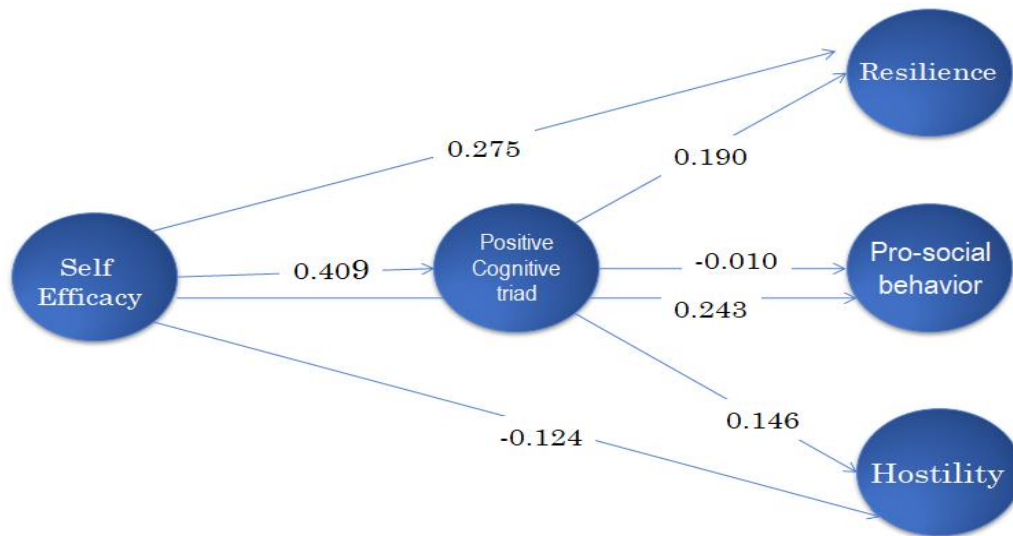 Resilience
0.275
0.190
Self
Efficacy
0.409
Positive
Cognitive
triad
-0.010
0.243
Pro-social
behavior
-0.124
0.146
Hostility